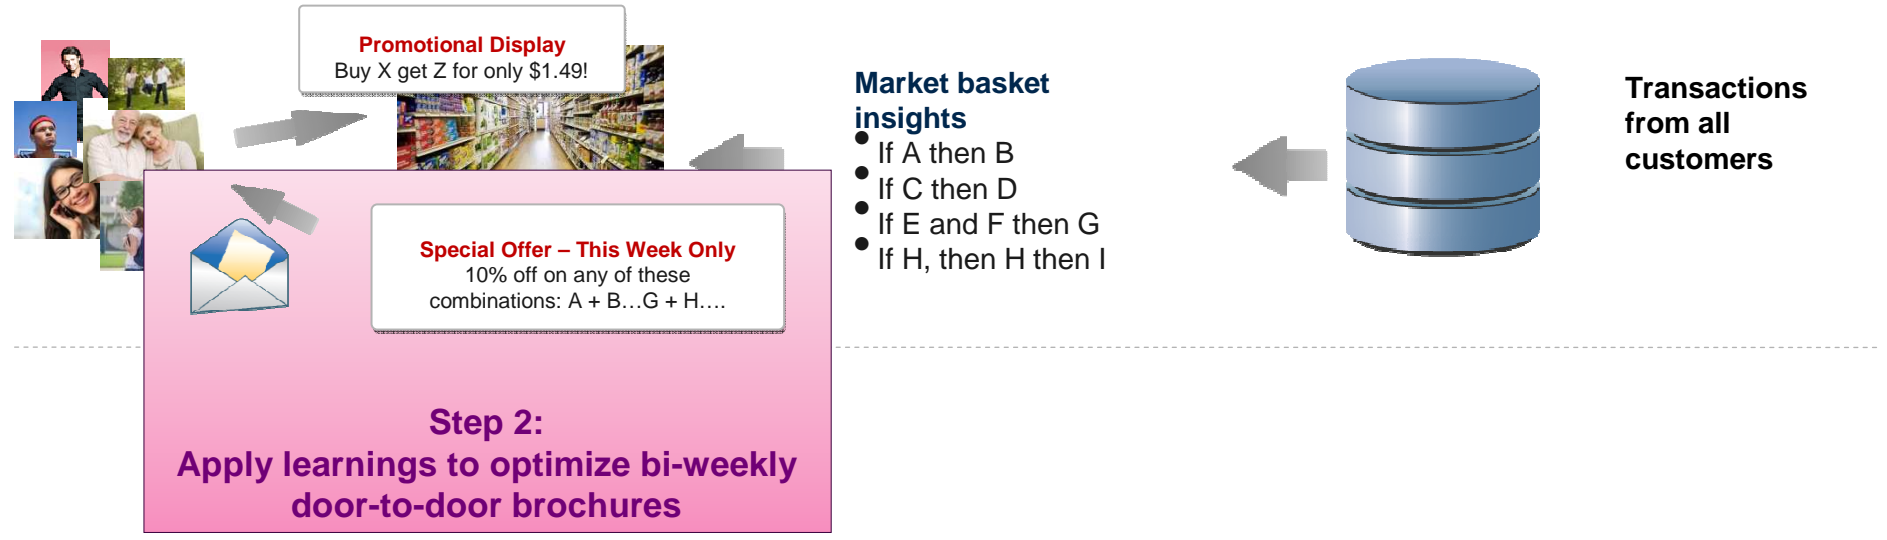 Promotional Display
Buy X get Z for only $1.49!
Market basket
insights
• If A then B
• If C then D
• If E and F then G
• If H, then H then I
Transactions
from all
customers
Special Offer – This Week Only
10% off on any of these
combinations: A + B…G + H….
Step 2:
Apply learnings to optimize bi-weekly
door-to-door brochures